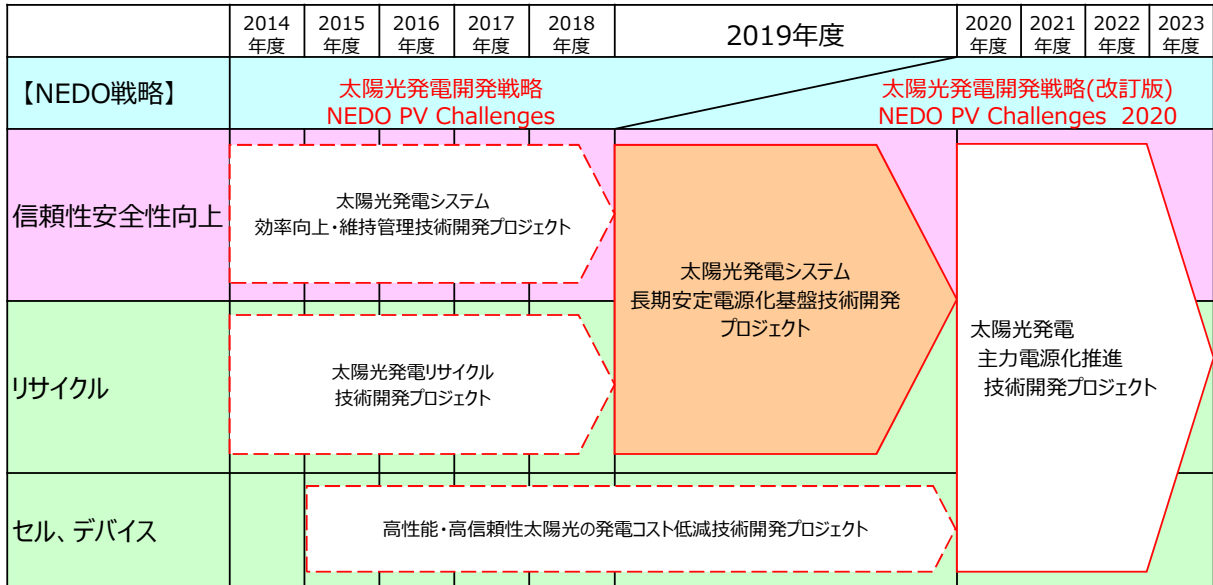 2014
年度
2015
年度
2016
年度
2017
年度
2018
年度
2019年度
2020
年度
2021
年度
2022
年度
2023
年度
【NEDO戦略】
太陽光発電開発戦略
NEDO PV Challenges
太陽光発電開発戦略(改訂版)
NEDO PV Challenges 2020
信頼性安全性向上
太陽光発電システム
効率向上・維持管理技術開発プロジェクト
太陽光発電システム
長期安定電源化基盤技術開発
プロジェクト
太陽光発電
主力電源化推進
技術開発プロジェクト
リサイクル
太陽光発電リサイクル
技術開発プロジェクト
セル、デバイス
高性能・高信頼性太陽光の発電コスト低減技術開発プロジェクト